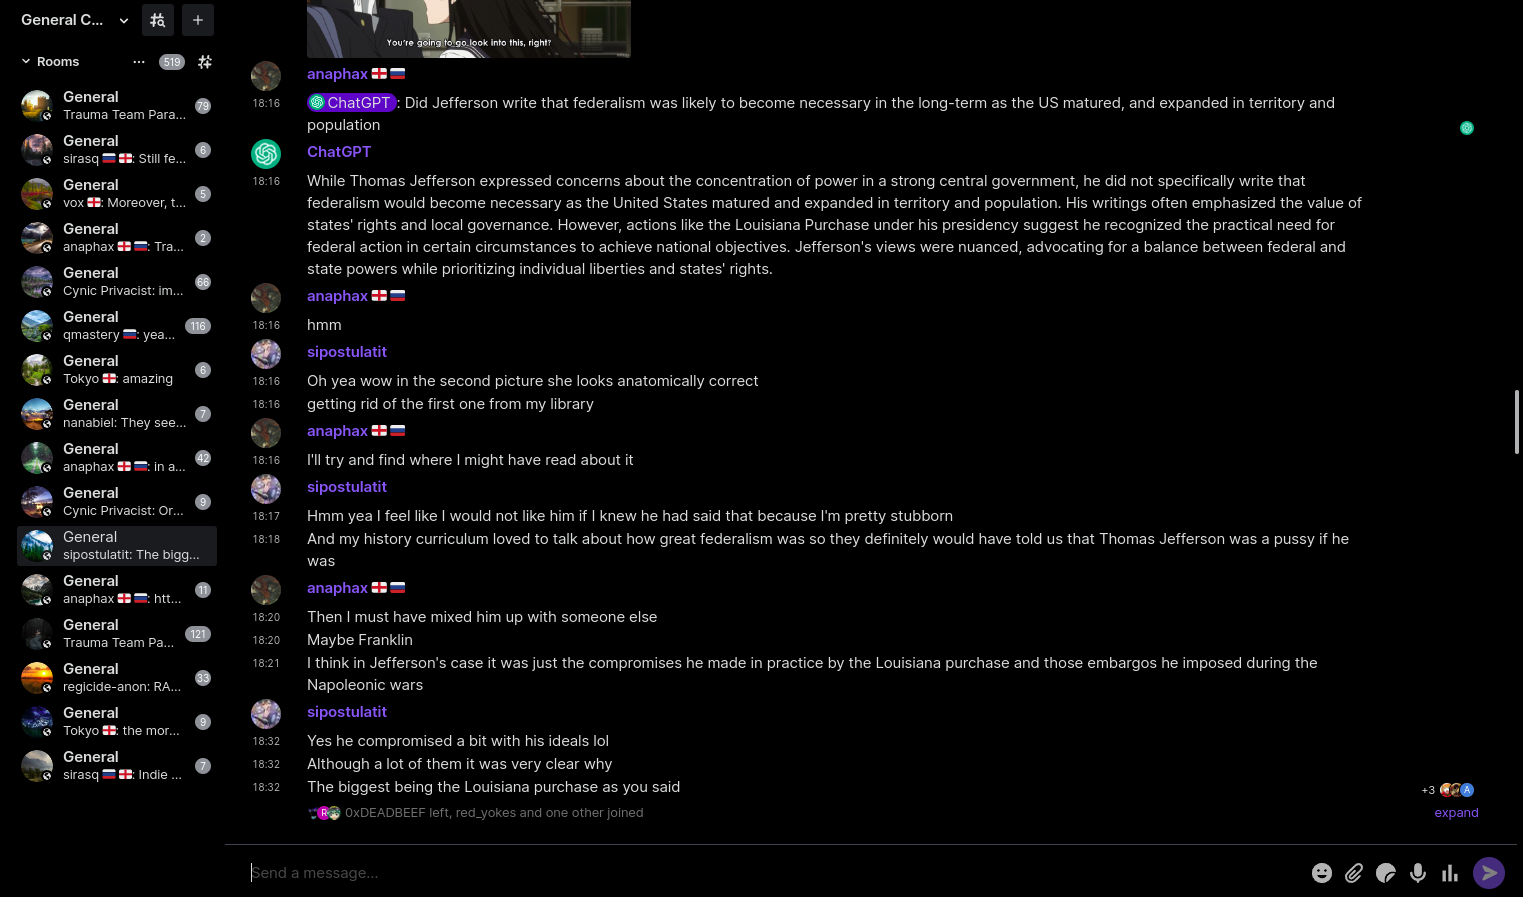 General C...
Rooms
519
General
Trauma Team Para...
79
General
sirasq: Still fe...
6
General
vox: Moreover, t...
5
General
anaphax: Tra...
2
General
Cynic Privacist: im...
66
General
qmastery: yea...
116
General
Tokyo: amazing
6
General
nanabiel: They see...
7
General
anaphax: in a...
42
General
Cynic Privacist: Or...
9
General
sipostulatit: The bigg...
General
anaphax: htt...
11
General
Trauma Team Pa...
121
General
regicide-anon: RA...
33
General
Tokyo: the mor...
9
General
sirasq: Indie ...
7
You're going to go look into this, right?
anaphax
18:16 ChatGPT: Did Jefferson write that federalism was likely to become necessary in the long-term as the US matured, and expanded in territory and
population
ChatGPT
18:16 While Thomas Jefferson expressed concerns about the concentration of power in a strong central government, he did not specifically write that
federalism would become necessary as the United States matured and expanded in territory and population. His writings often emphasized the value of
states' rights and local governance. However, actions like the Louisiana Purchase under his presidency suggest he recognized the practical need for
federal action in certain circumstances to achieve national objectives. Jefferson's views were nuanced, advocating for a balance between federal and
state powers while prioritizing individual liberties and states' rights.
anaphax
18:16 hmm
sipostulatit
18:16 Oh yea wow in the second picture she looks anatomically correct
18:16 getting rid of the first one from my library
anaphax
18:16 I'll try and find where I might have read about it
sipostulatit
18:17 Hmm yea I feel like I would not like him if I knew he had said that because I'm pretty stubborn
18:18 And my history curriculum loved to talk about how great federalism was so they definitely would have told us that Thomas Jefferson was a pussy if he
was
anaphax
18:20 Then I must have mixed him up with someone else
18:20 Maybe Franklin
18:21 I think in Jefferson's case it was just the compromises he made in practice by the Louisiana purchase and those embargos he imposed during the
Napoleonic wars
sipostulatit
18:32 Yes he compromised a bit with his ideals lol
18:32 Although a lot of them it was very clear why
18:32 The biggest being the Louisiana purchase as you said
+3 A
R 0xDEADBEEF left, red_yokes and one other joined
expand
Send a message...